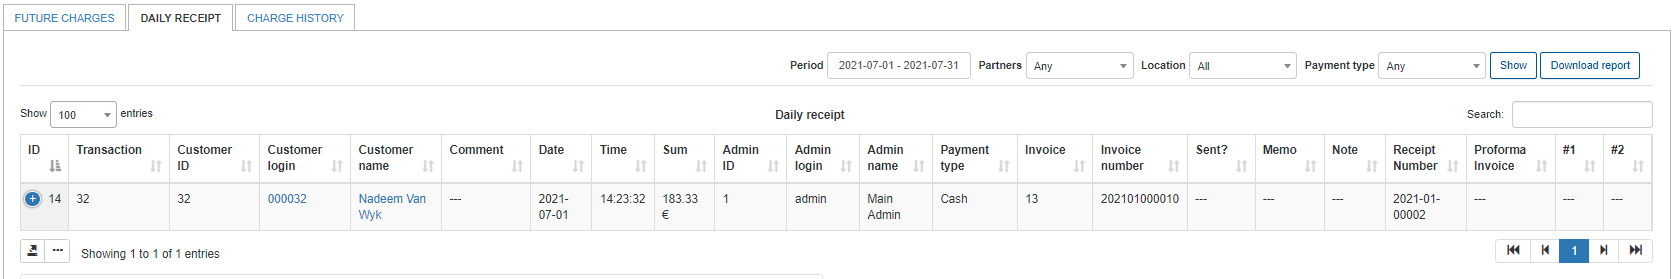 FUTURE CHARGES DAILY RECEIPT CHARGE HISTORY
Period 2021-07-01 - 2021-07-31 Partners Any Location All Payment type Any Show Download report
Show 100 entries Daily receipt Search:
ID Transaction Customer Customer Customer Comment Date Time Sum Admin Admin Admin Payment Invoice Invoice Sent? Memo Note Receipt Proforma #1 #2
ID login name ID login name type number Number Invoice
14 32 32 000032 Nadeem Van --- 2021- 14:23:32 183.33 1 admin Main Cash 13 202101000010 --- --- --- 2021-01- --- --- ---
Wyk 07-01 € Admin 00002
Showing 1 to 1 of 1 entries 1